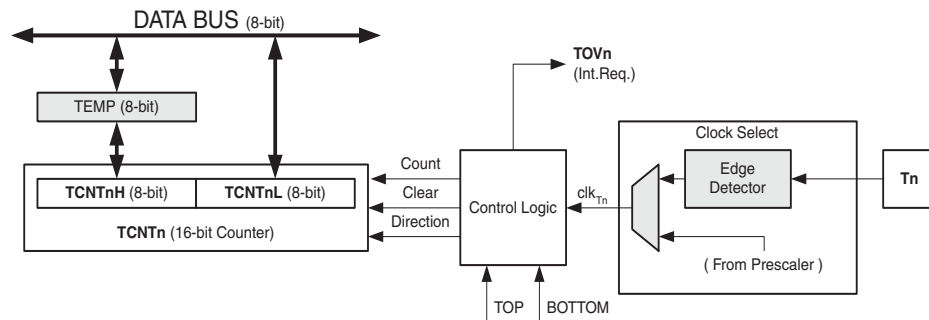 DATA BUS (8-bit)
TEMP (8-bit)
TCNTnH (8-bit)
TCNTnL (8-bit)
TCNTn (16-bit Counter)
Count
Clear
Direction
Control Logic
TOVn
(Int.Req.)
TOP
BOTTOM
clkTn
Clock Select
Edge
Detector
( From Prescaler )
Tn